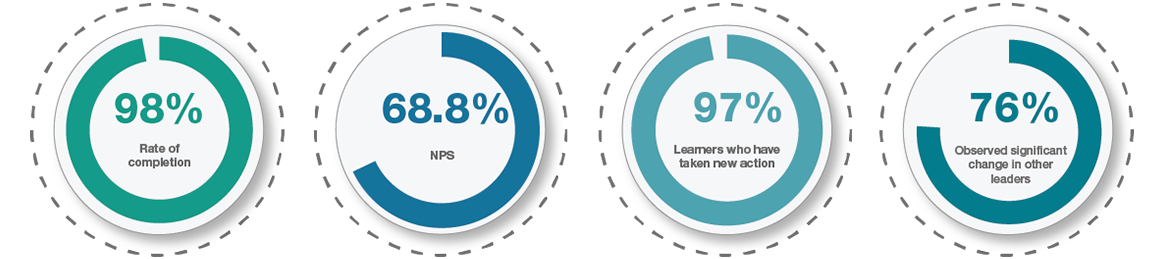 98%
Rate of
completion
68.8%
NPS
97%
Learners who have
taken new action
76%
Observed significant
change in other
leaders